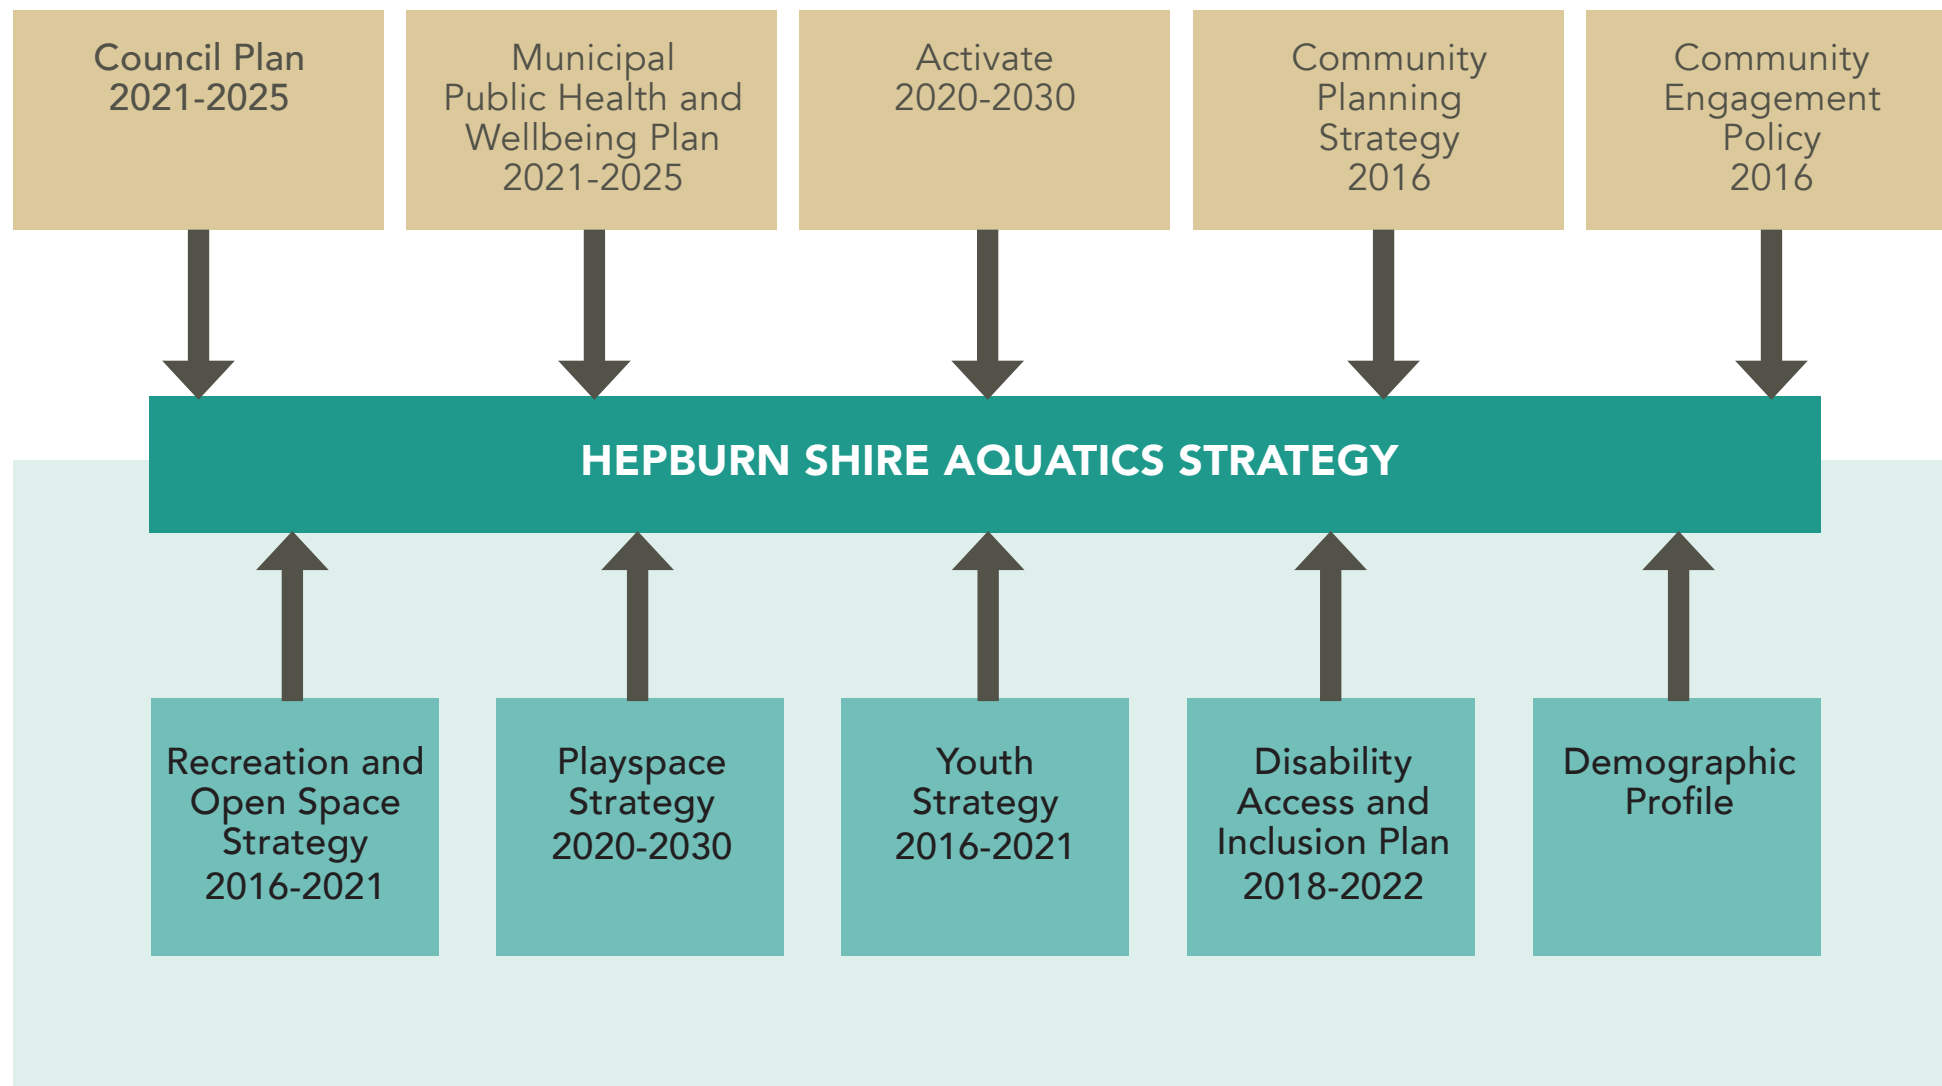 Council Plan
2021-2025
Municipal
Public Health and
Wellbeing Plan
2021-2025
Activate
2020-2030
Community
Planning
Strategy
2016
Community
Engagement
Policy
2016
HEPBURN SHIRE AQUATICS STRATEGY
Recreation and
Open Space
Strategy
2016-2021
Playspace
Strategy
2020-2030
Youth
Strategy
2016-2021
Disability
Access and
Inclusion Plan
2018-2022
Demographic
Profile